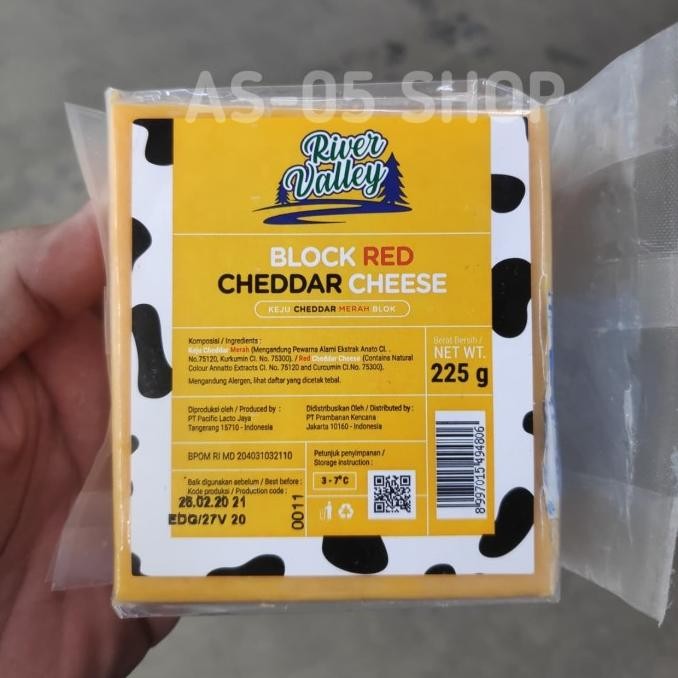 AS-05 SHOP
River
Valley
BLOCK RED
CHEDDAR CHEESE
KEJU CHEDDAR MERAH BLOK
Komposisi / Ingredients :
Keju Cheddar Merah (Mengandung Pewarna Alami Ekstrak Anato CI. .
No.75120, Kurkumin CI. No. 75300). / Red Cheddar Cheese (Contains Natural
Colour Annatto Extracts CI. No. 75120 and Curcumin CI.No. 75300).
Mengandung Alergen, lihat daftar yang dicetak tebal.
Berat Bersih /
NET WT.
225 g
Diproduksi oleh / Produced by :
PT Pacific Lacto Jaya
Tangerang 15710 - Indonesia
Didistribusikan Oleh / Distributed by :
PT Prambanan Kencana
Jakarta 10160 - Indonesia
BPOM RI MD 204031032110
Baik digunakan sebelum / Best before :
Kode produksi / Production code :
28.02.20 21
EDG/27V 20
0011
Petunjuk penyimpanan /
Storage instruction :
3 - 7°C
8997015494806